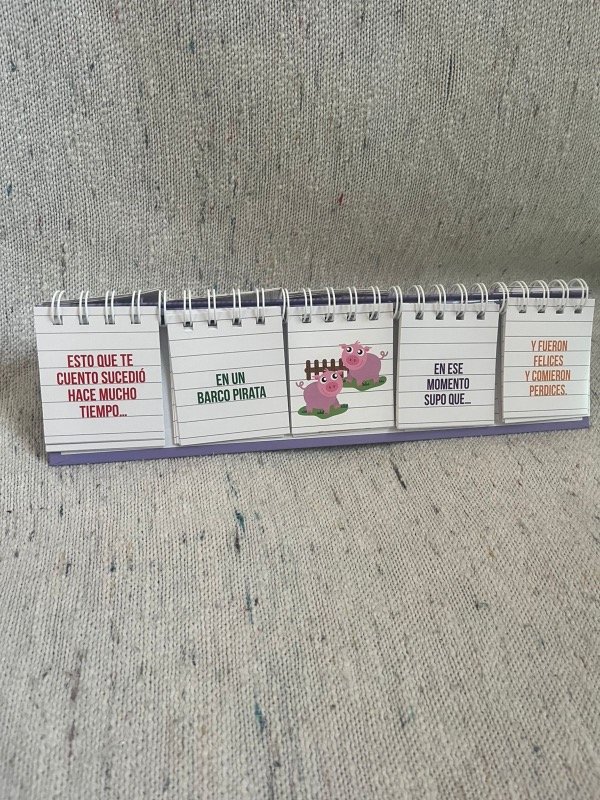 ESTO QUE TE
CUENTO SUCEDIÓ
HACE MUCHO
TIEMPO...
EN UN
BARCO PIRATA
EN ESE
MOMENTO
SUPO QUE...
Y FUERON
FELICES
Y COMIERON
PERDICES.